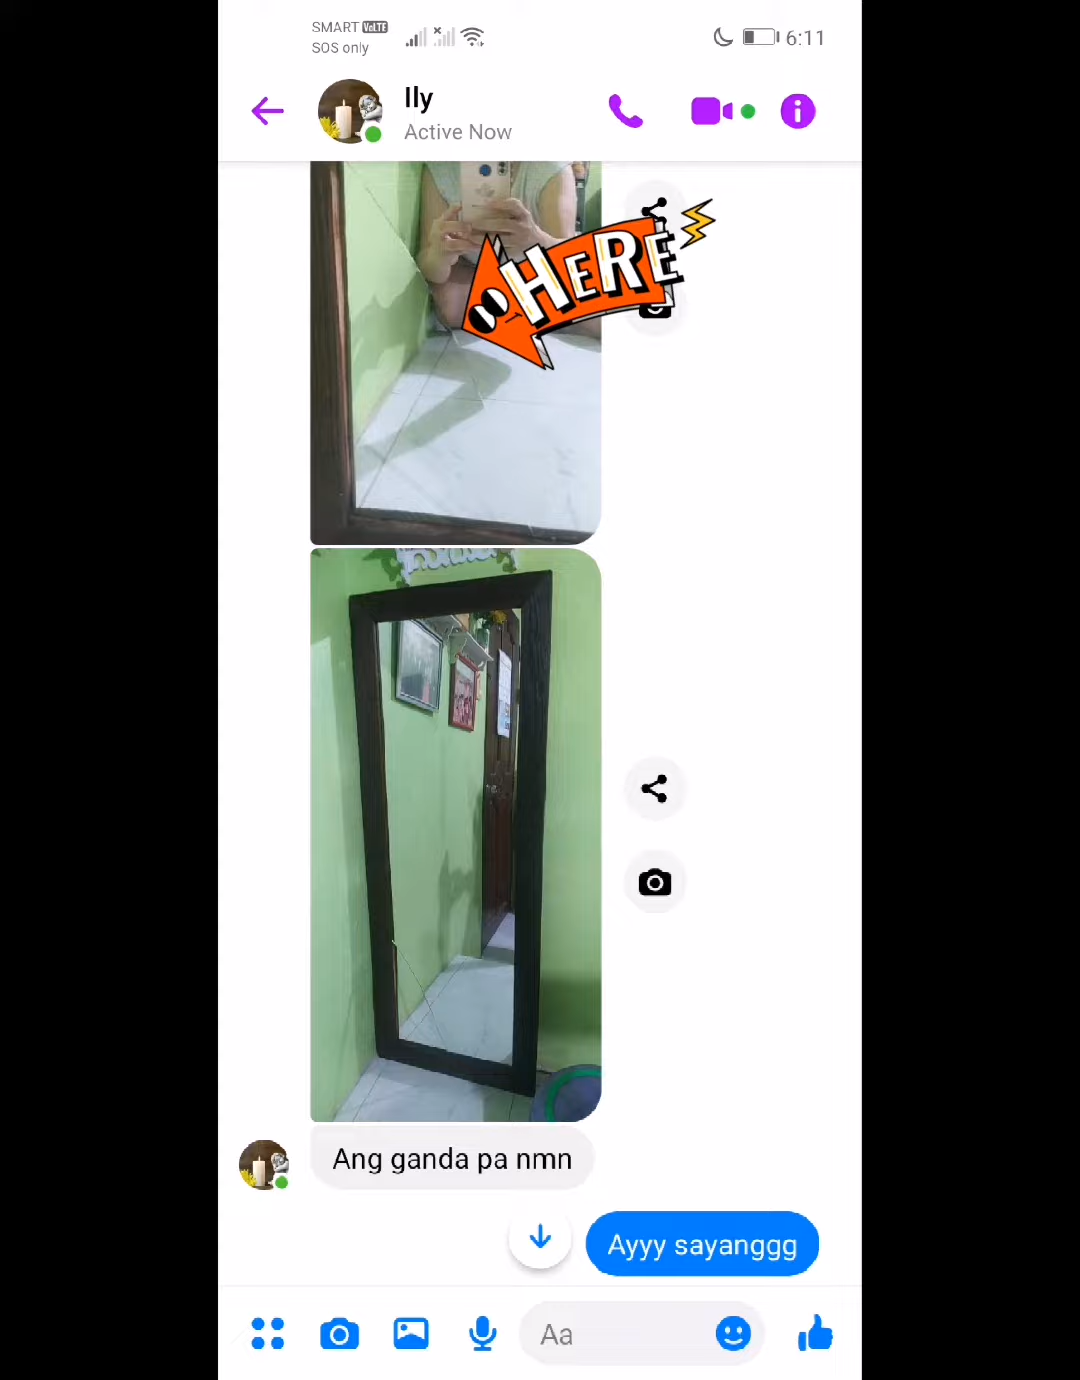 SMART VoLTE
SOS only
6:11
Ily
Active Now
HERE
Ang ganda pa nmn
Ayyy sayanggg
Aa